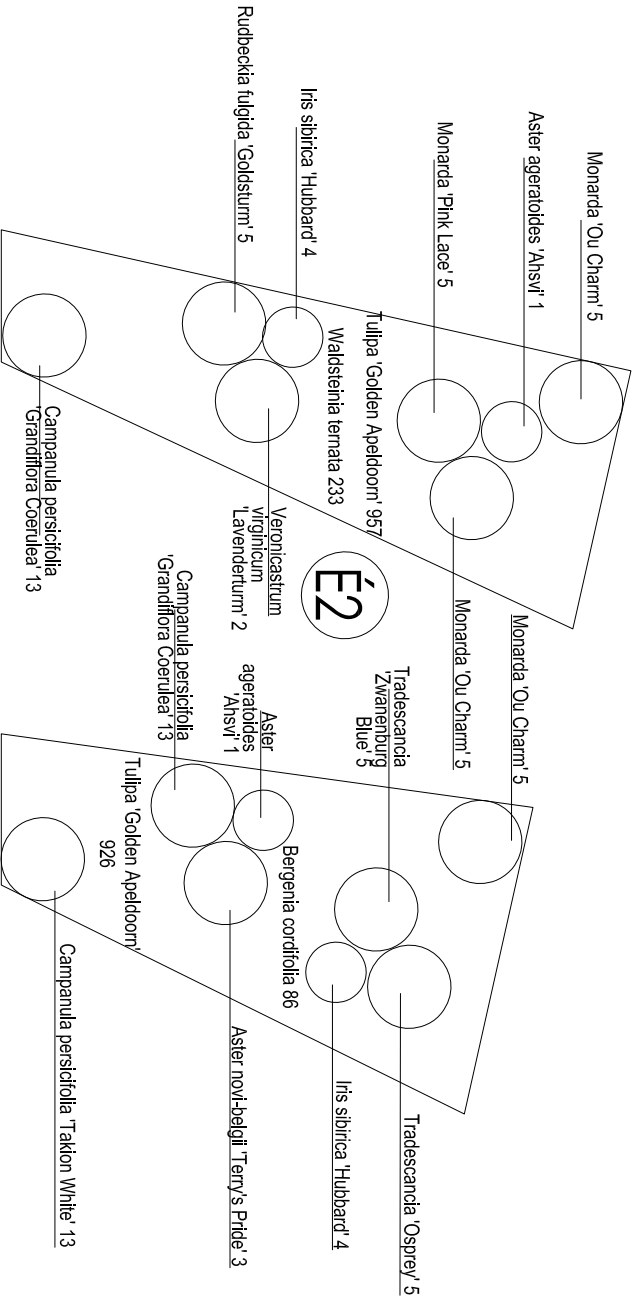 Monarda 'Ou Charm' 5
Aster ageratoides 'Ahsvi' 1
Monarda 'Pink Lace' 5
Iris sibirica 'Hubbard' 4
Rudbeckia fulgida 'Goldsturm' 5
Tulipa 'Golden Apeldoorn' 957
Waldsteinia ternata 233
Campanula persicifolia
'Grandiflora Coerulea' 13
Veronicastrum
virginicum
'Lavenderturm' 2
É2
Monarda 'Ou Charm' 5
Monarda 'Ou Charm' 5
Tradescancia
'Zwanenburg
Blue' 5
Aster
ageratoides
'Ahsvi' 1
Campanula persicifolia
'Grandiflora Coerulea' 13
Tulipa 'Golden Apeldoorn'
926
Bergenia cordifolia 86
Tradescancia 'Osprey' 5
Iris sibirica 'Hubbard' 4
Aster novi-belgii 'Terry's Pride' 3
Campanula persicifolia 'Takion White' 13